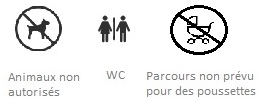 Animaux non
autorisés
WC
Parcours non prévu
pour des poussettes